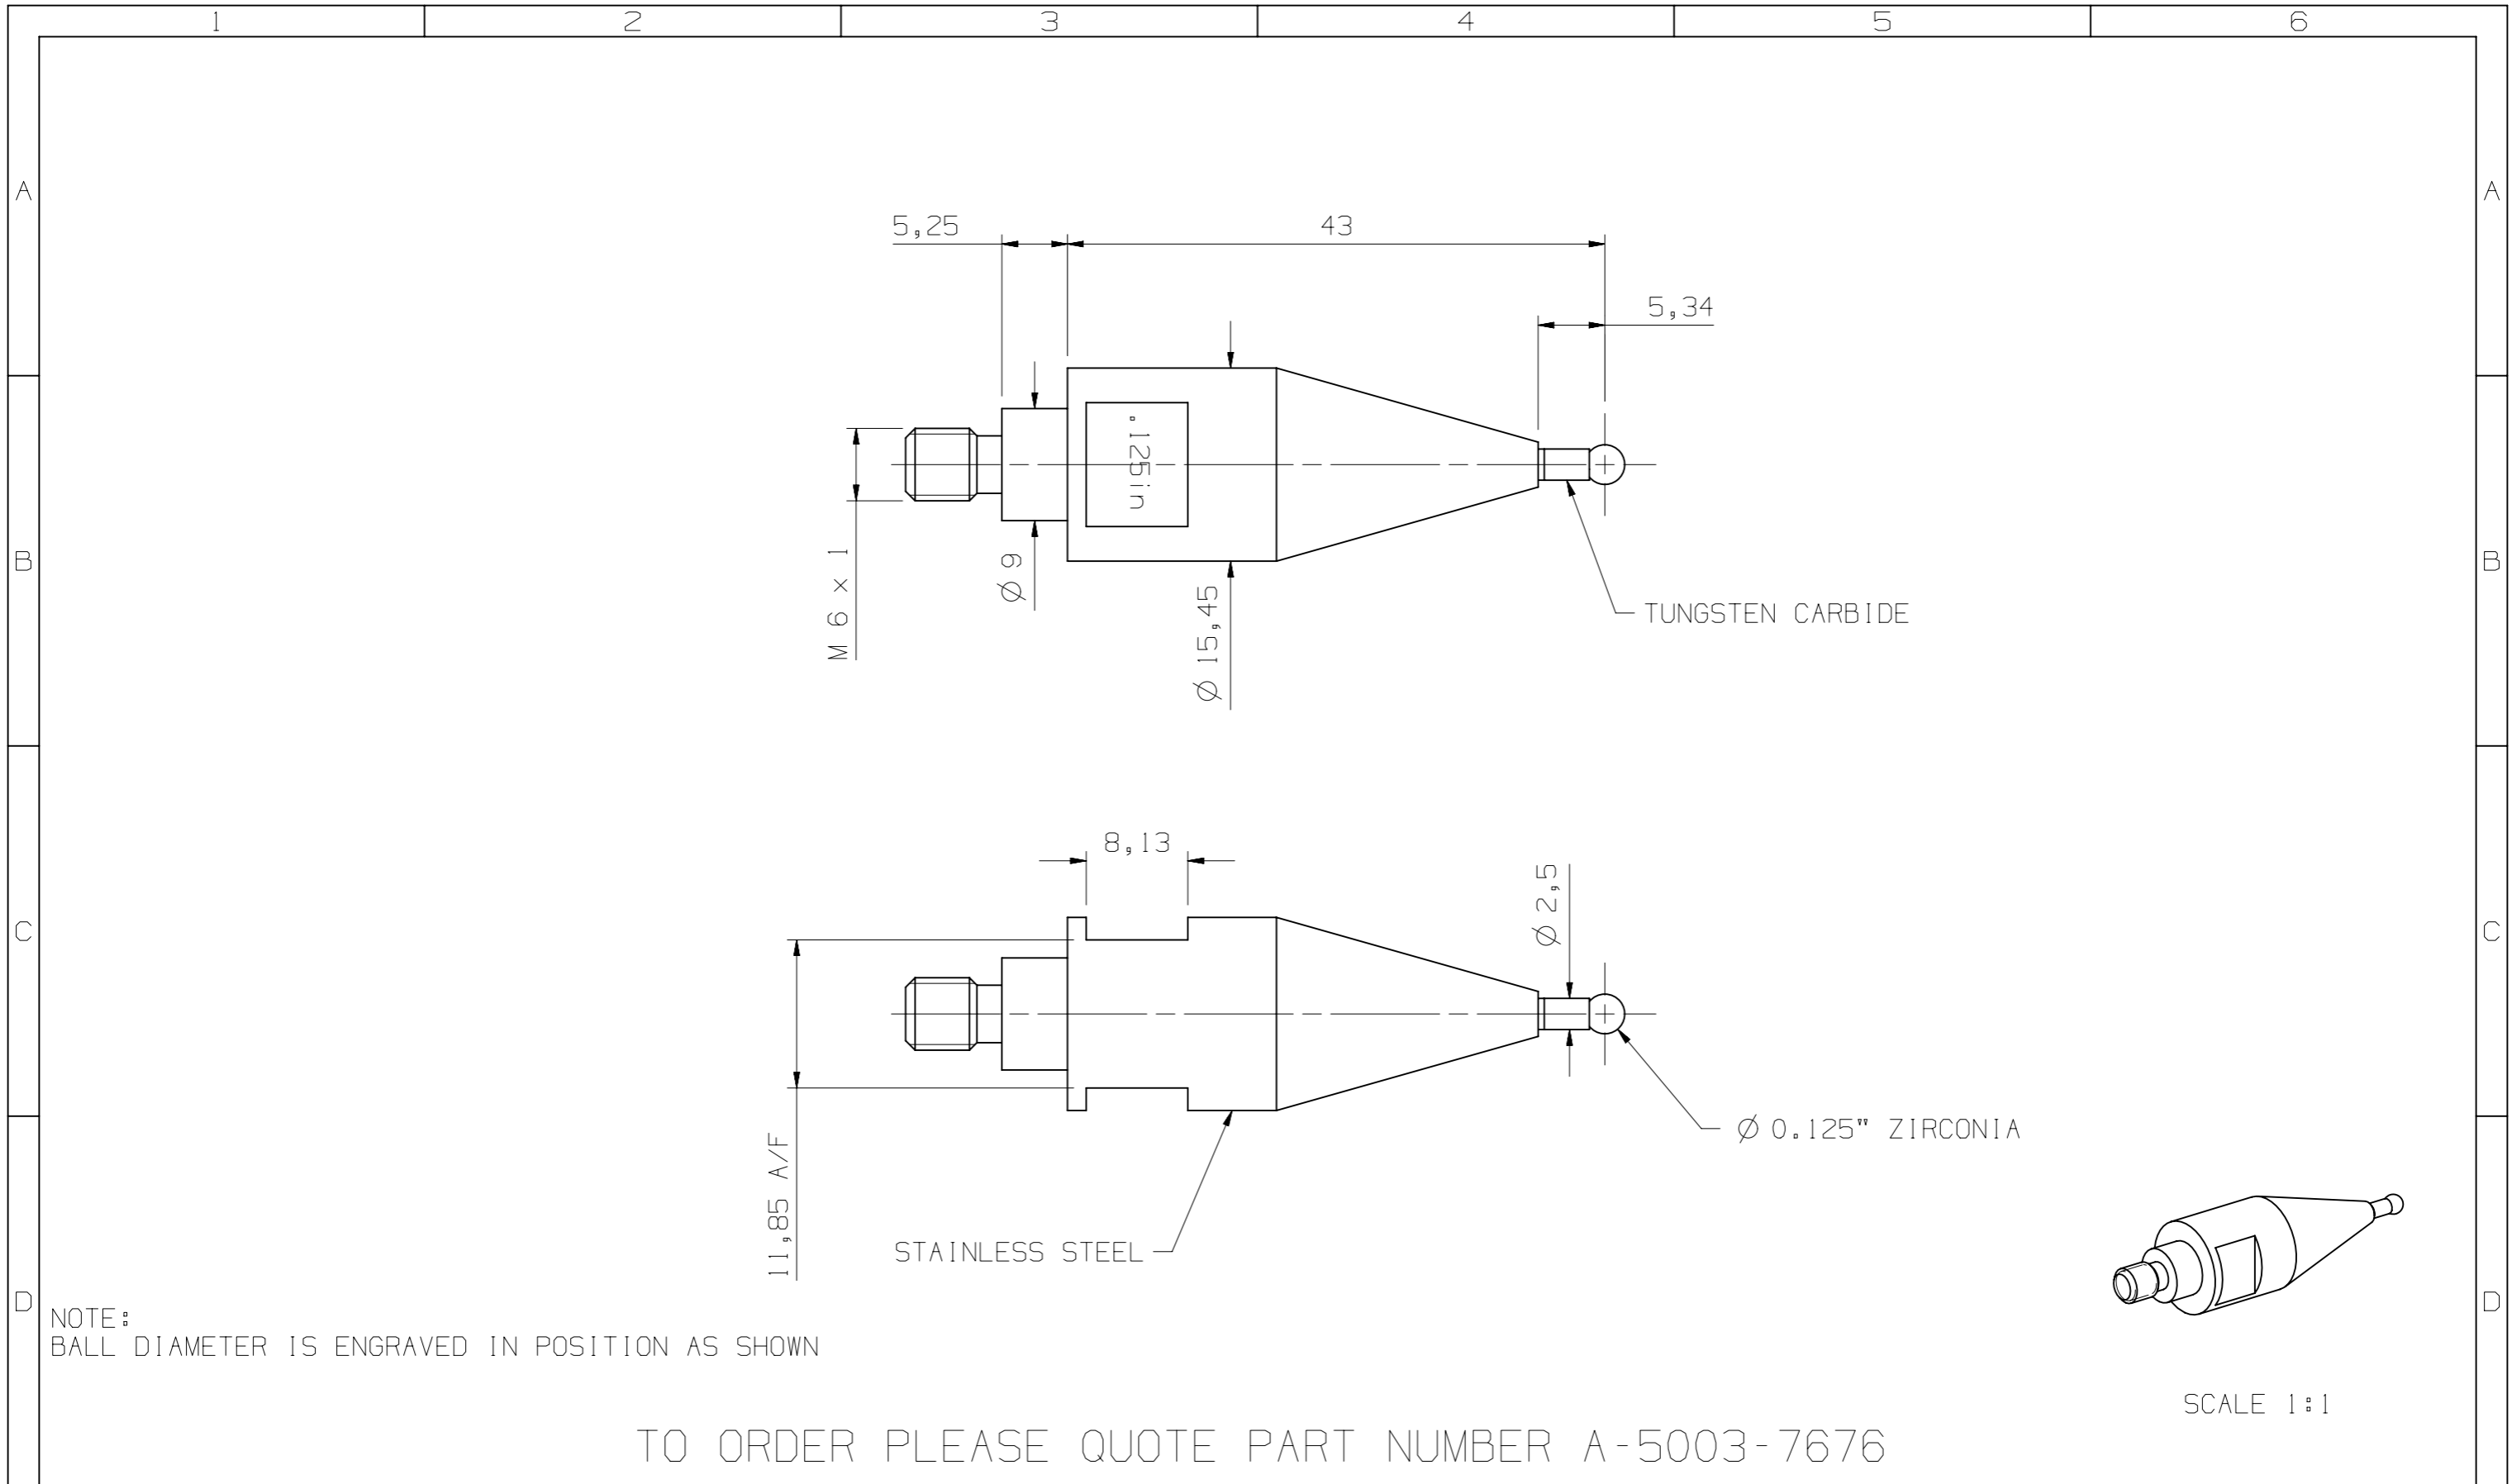 1 2 3 4 5 6
A A
5,25 43
5,34
.125in
B B
M 6 × 1
Ø 9
Ø 15,45
TUNGSTEN CARBIDE
8,13
Ø 2,5
C C
11,85 A/F
Ø 0.125" ZIRCONIA
STAINLESS STEEL
D D
NOTE:
BALL DIAMETER IS ENGRAVED IN POSITION AS SHOWN
SCALE 1:1
TO ORDER PLEASE QUOTE PART NUMBER A-5003-7676